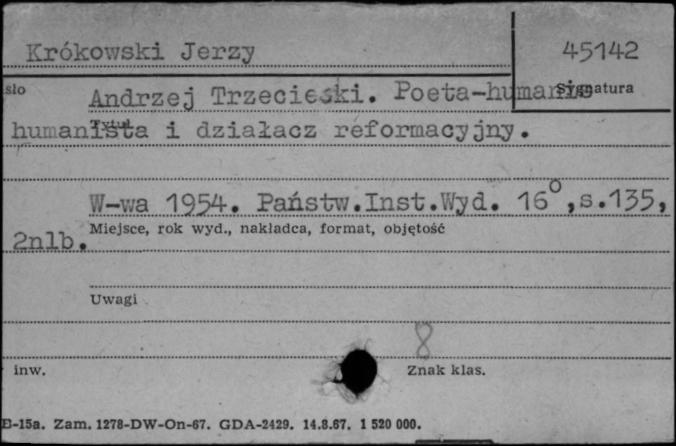 Krókowski Jerzy 45142
sło Sygnatura
Andrzej Trzecieski. Poeta-humanis
Tytuł
humanista i działacz reformacyjny.
W-wa 1954. Państw.Inst.Wyd. 16°,s.135,
Miejsce, rok wyd., nakładca, format, objętość
2nlb.
Uwagi
8
inw. Znak klas.
E-15a. Zam. 1278-DW-On-67. GDA-2429. 14.8.67. 1 520 000.